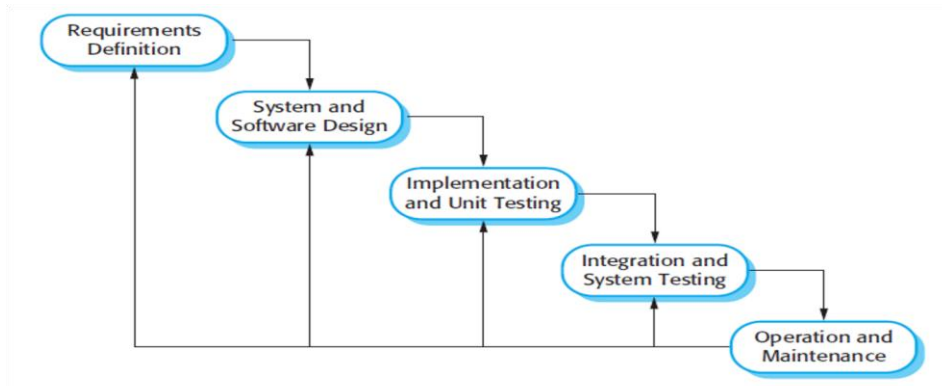 Requirements
Definition
System and
Software Design
Implementation
and Unit Testing
Integration and
System Testing
Operation and
Maintenance